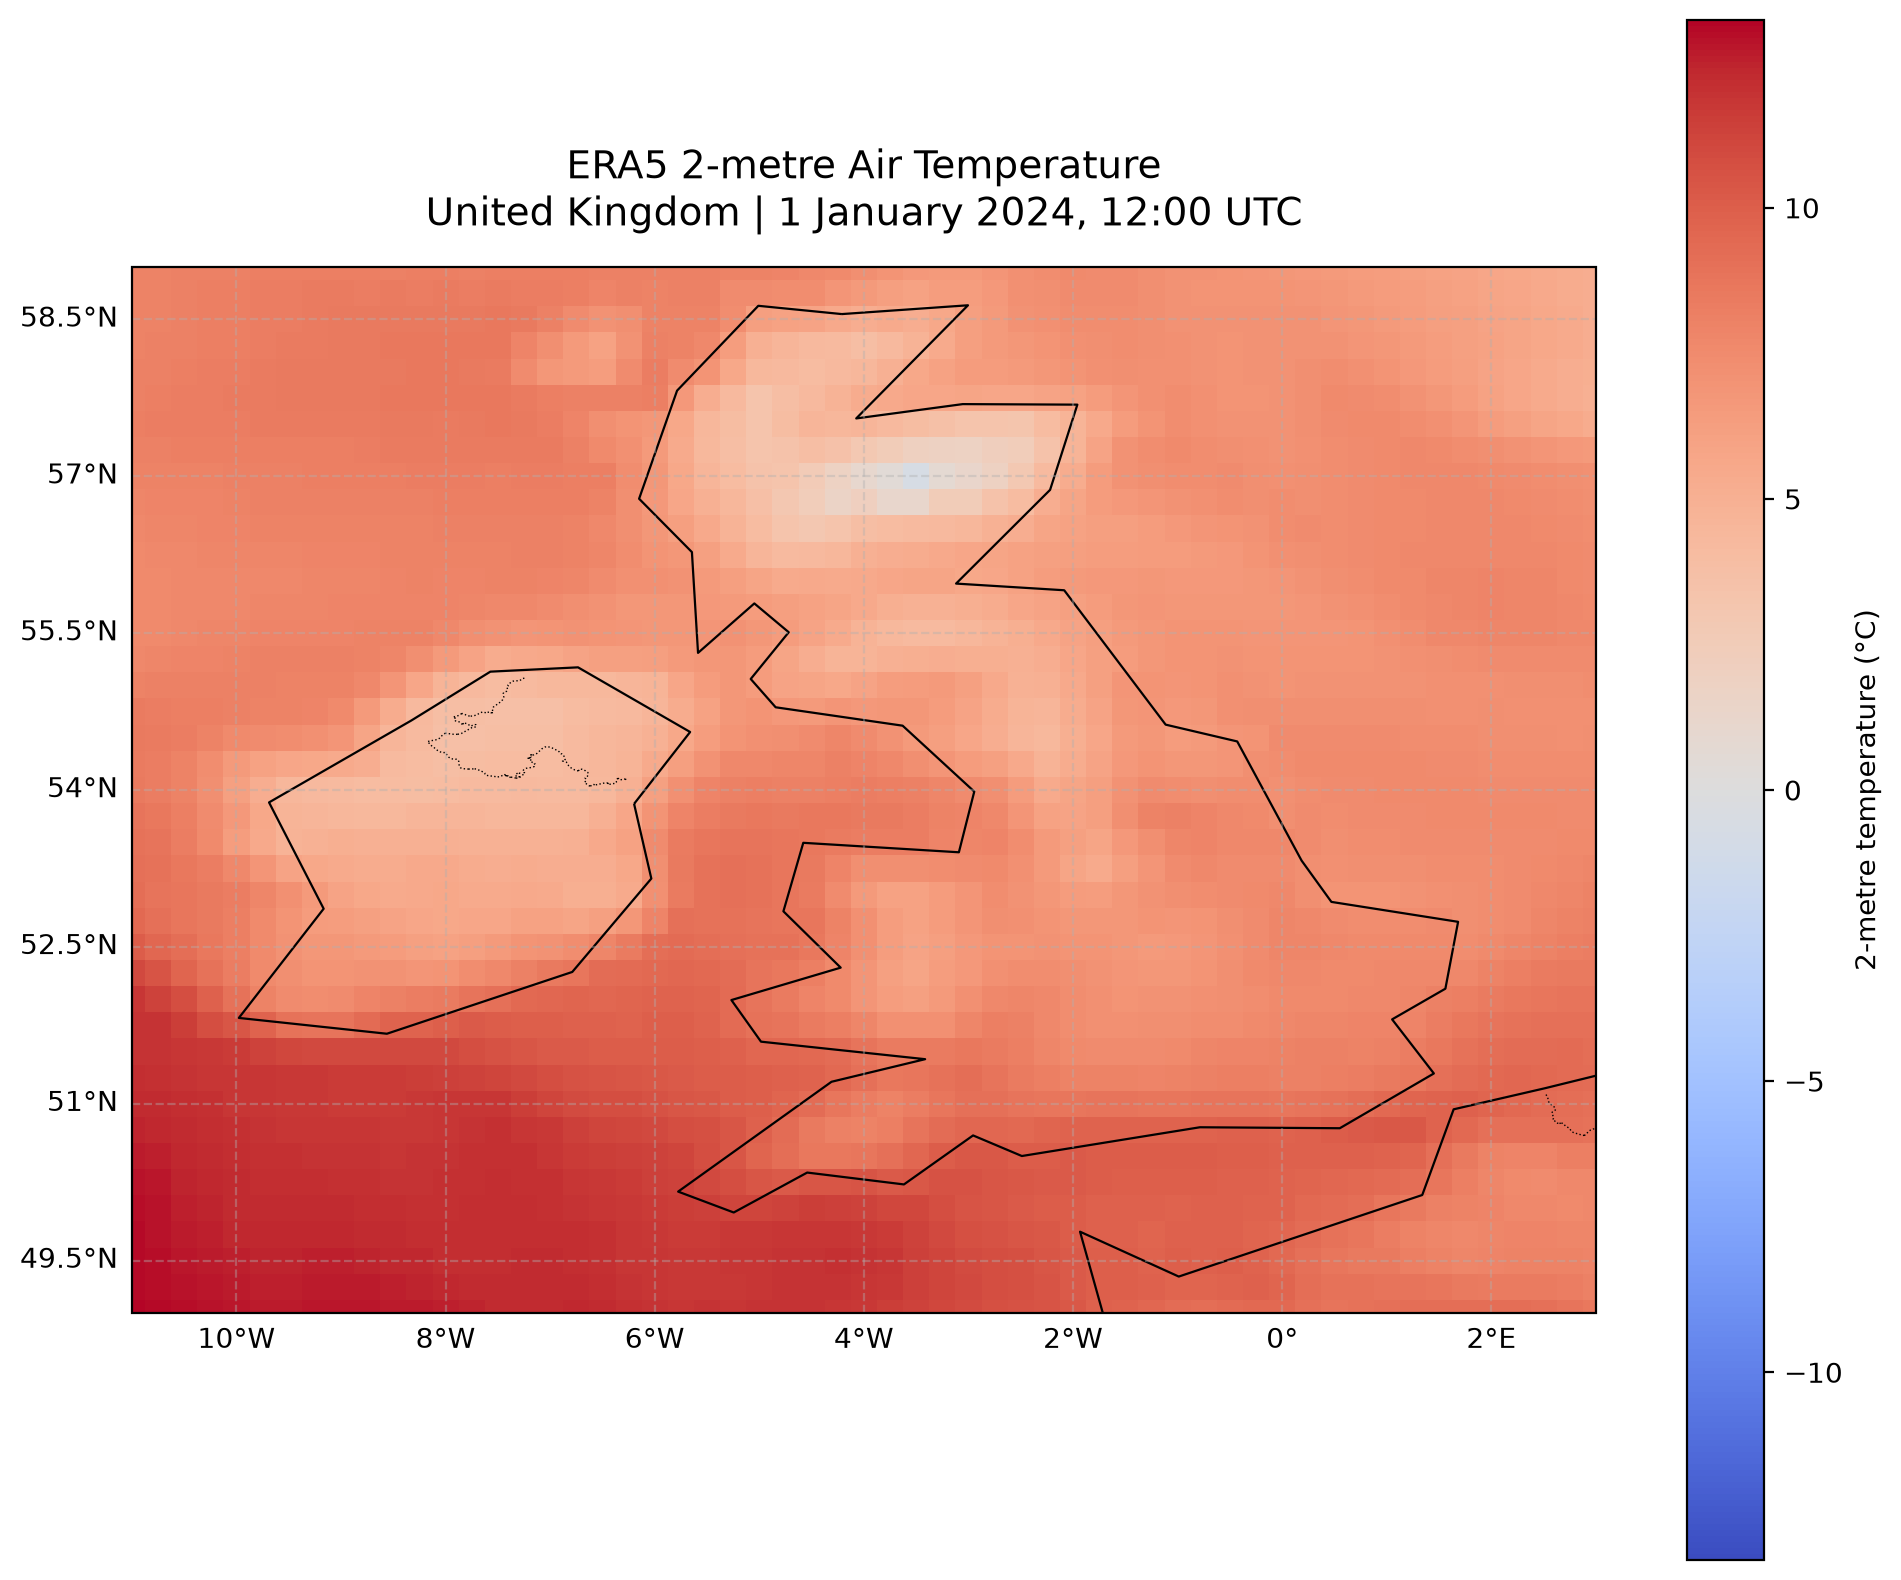 ERA5 2-metre Air Temperature
United Kingdom | 1 January 2024, 12:00 UTC
58.5°N
57°N
55.5°N
54°N
52.5°N
51°N
49.5°N
10°W
8°W
6°W
4°W
2°W
0°
2°E
10
5
0
−5
−10
2-metre temperature (°C)